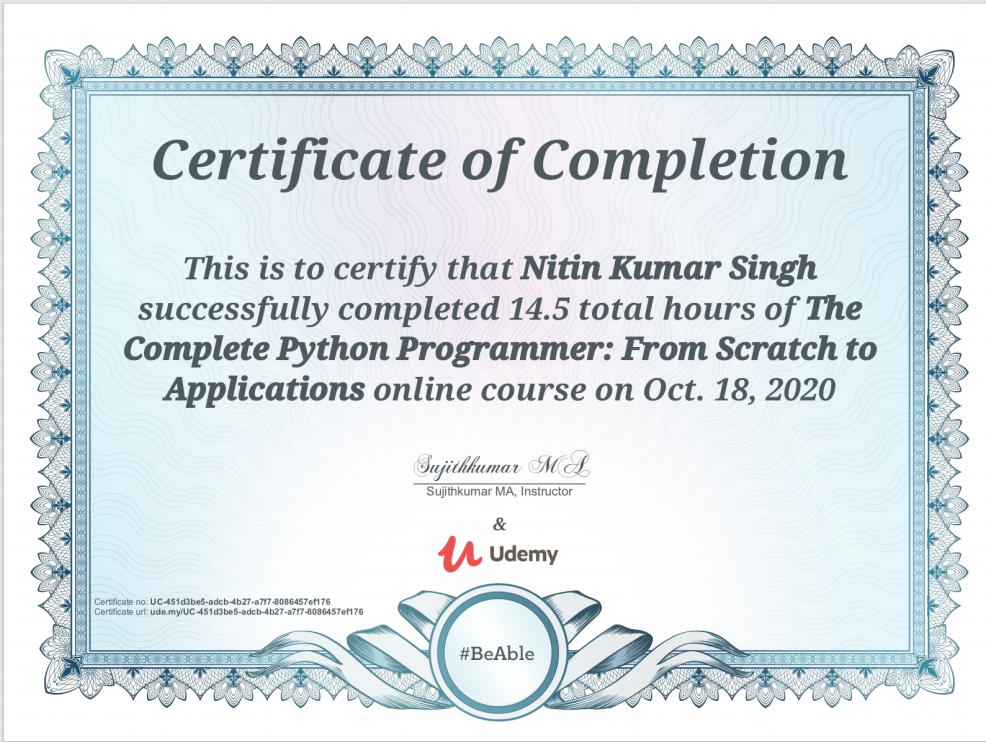 Certificate of Completion
This is to certify that Nitin Kumar Singh
successfully completed 14.5 total hours of The
Complete Python Programmer: From Scratch to
Applications online course on Oct. 18, 2020
Sujithkumar MA
Sujithkumar MA, Instructor
&
Udemy
Certificate no: UC-451d3be5-adcb-4b27-a7f7-8086457ef176
Certificate url: ude.my/UC-451d3be5-adcb-4b27-a7f7-8086457ef176
#BeAble